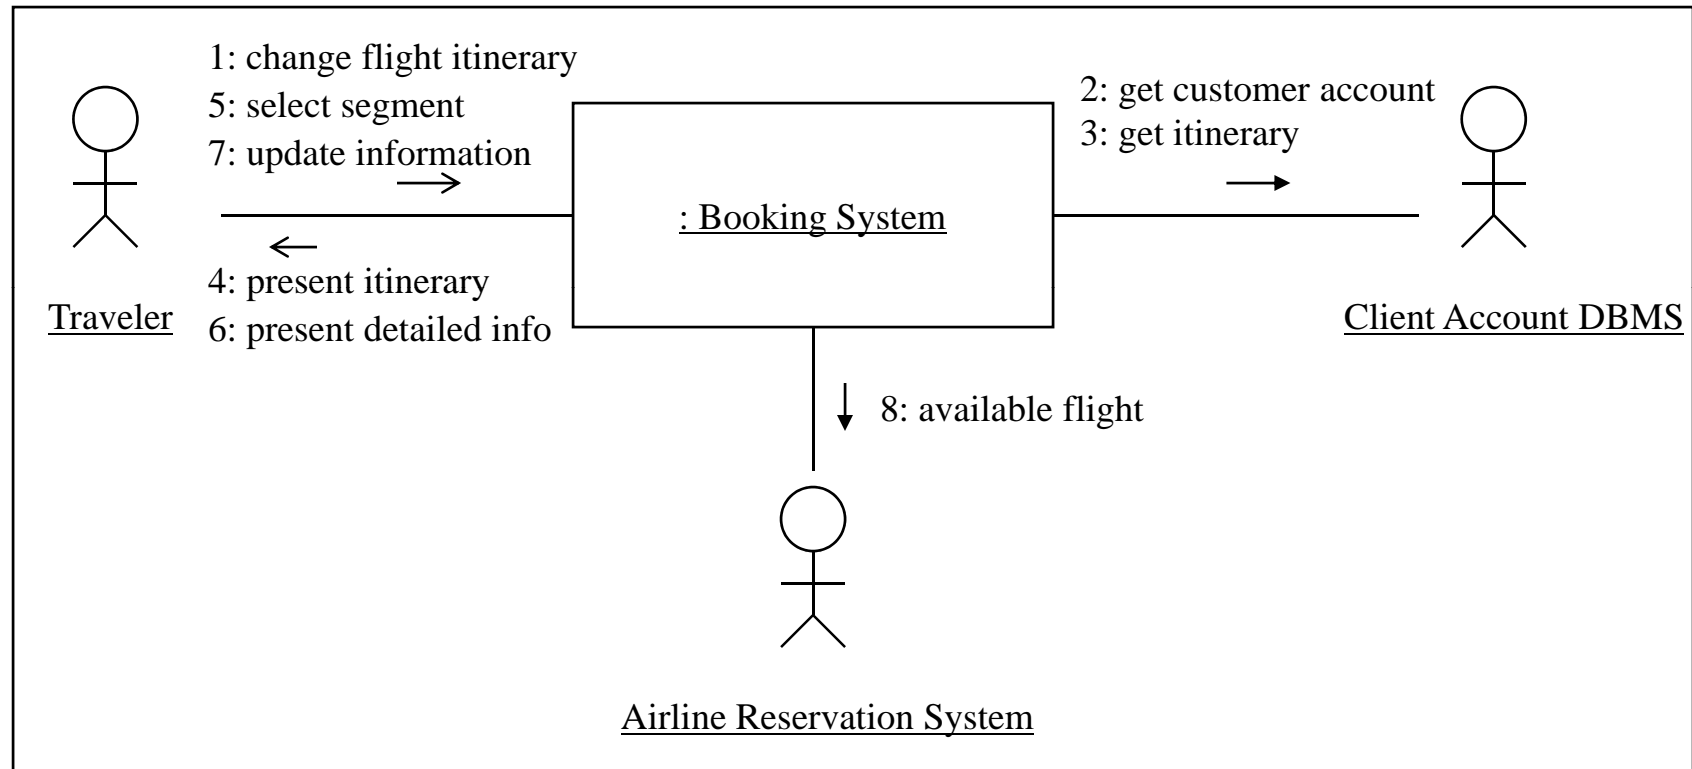 1: change flight itinerary
5: select segment
7: update information
2: get customer account
3: get itinerary
: Booking System
4: present itinerary
6: present detailed info
Traveler
Client Account DBMS
8: available flight
Airline Reservation System